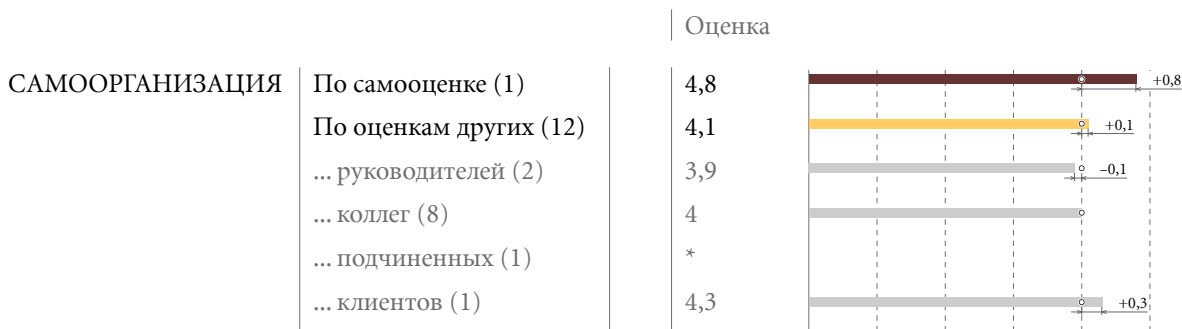 Оценка
САМООРГАНИЗАЦИЯ По самооценке (1) 4,8 +0,8
По оценкам других (12) 4,1 +0,1
... руководителей (2) 3,9 –0,1
... коллег (8) 4
... подчиненных (1) *
... клиентов (1) 4,3 +0,3